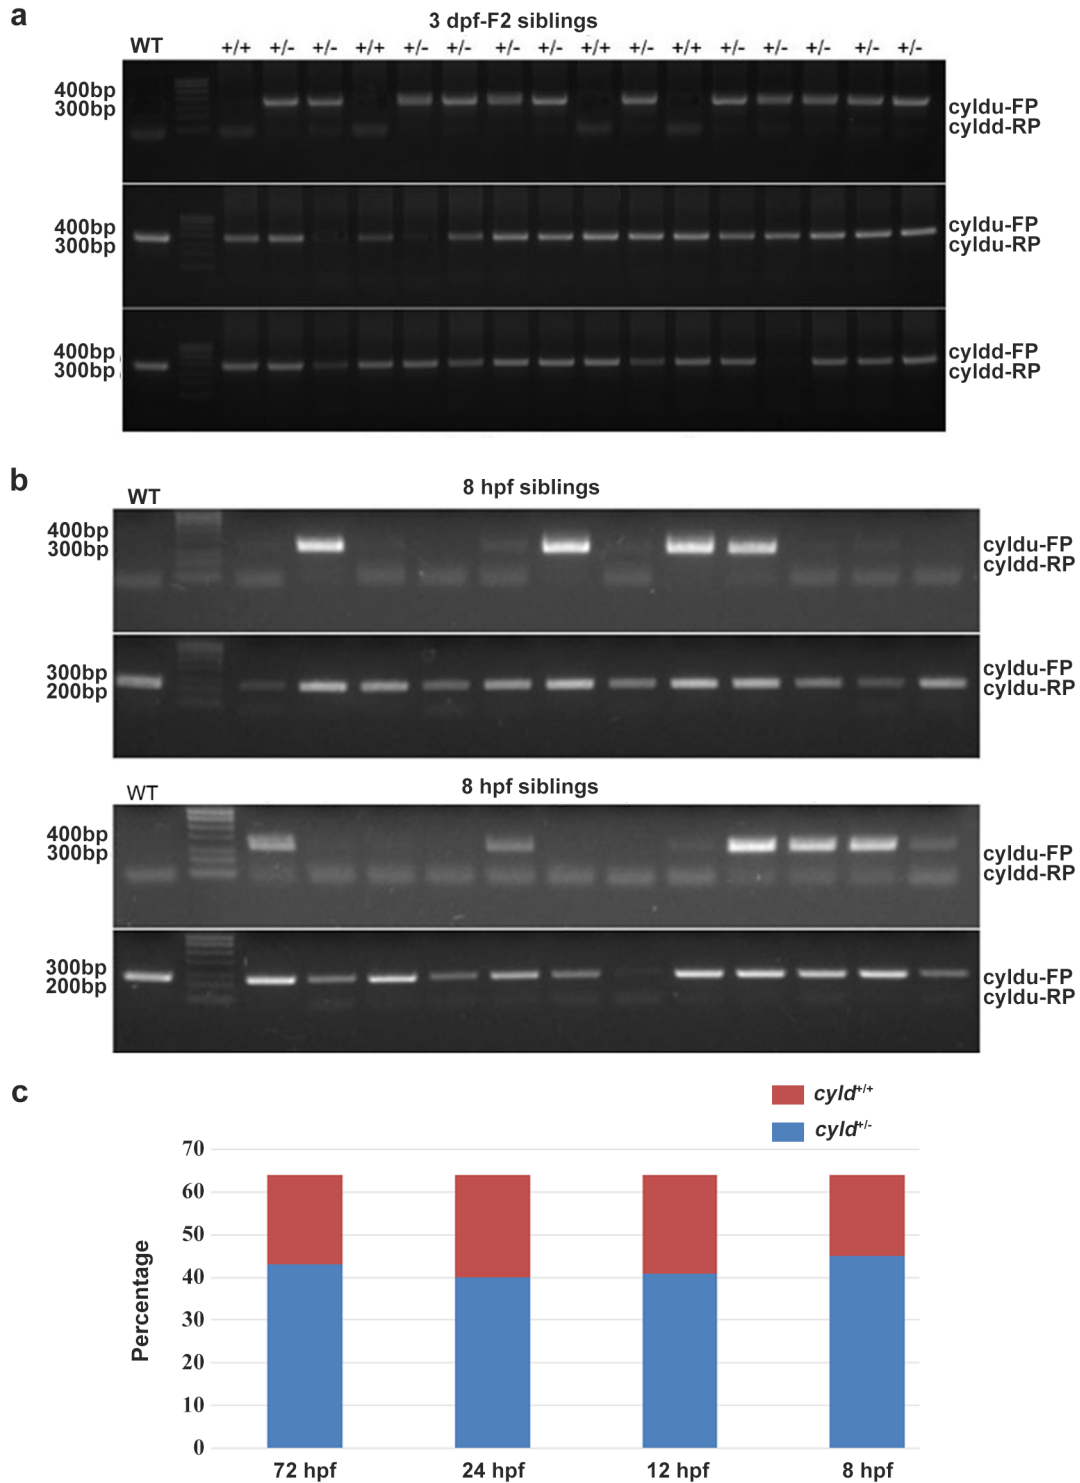 a
3 dpf-F2 siblings
WT +/+ +/- +/- +/+ +/- +/- +/- +/- +/+ +/- +/+ +/- +/- +/- +/- +/-
400bp
300bp
cyldu-FP
cyldd-RP
400bp
300bp
cyldu-FP
cyldu-RP
400bp
300bp
cyldd-FP
cyldd-RP
b
WT 8 hpf siblings
400bp
300bp
cyldu-FP
cyldd-RP
300bp
200bp
cyldu-FP
cyldu-RP
WT 8 hpf siblings
400bp
300bp
cyldu-FP
cyldd-RP
300bp
200bp
cyldu-FP
cyldu-RP
c
cyld+/+
cyld+/-
Percentage
70
60
50
40
30
20
10
0
72 hpf 24 hpf 12 hpf 8 hpf